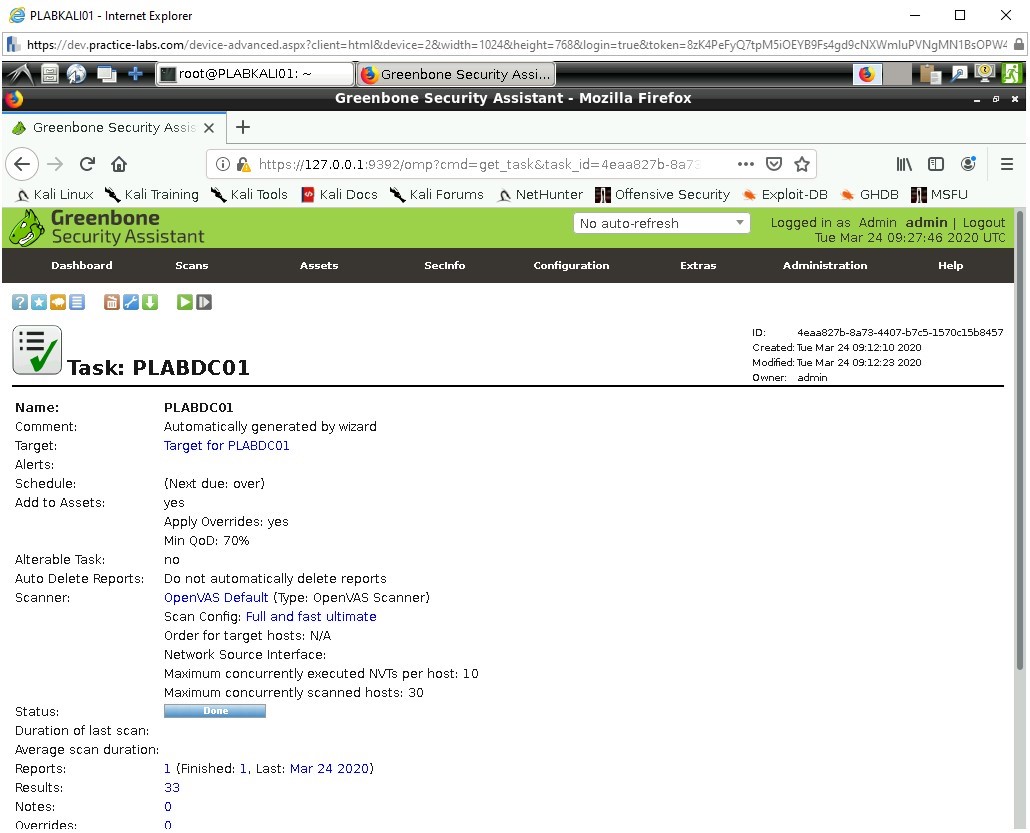 PLABKALI01 - Internet Explorer
https://dev.practice-labs.com/device-advanced.aspx?client=html&device=2&width=1024&height=768&login=true&token=8zK4PeFyQ7tpM5iOEYB9Fs4gd9cNXWmIuPVNgMN1BsOPW4
root@PLABKALI01: ~
Greenbone Security Assi...
Greenbone Security Assistant - Mozilla Firefox
Greenbone Security Assis
https://127.0.0.1:9392/omp?cmd=get_task&task_id=4eaa827b-8a73
Kali Linux Kali Training Kali Tools Kali Docs Kali Forums NetHunter Offensive Security Exploit-DB GHDB MSFU
Greenbone
Security Assistant
No auto-refresh
Logged in as Admin admin | Logout
Tue Mar 24 09:27:46 2020 UTC
Dashboard Scans Assets SecInfo Configuration Extras Administration Help
Task: PLABDC01
ID: 4eaa827b-8a73-4407-b7c5-1570c15b8457
Created: Tue Mar 24 09:12:10 2020
Modified: Tue Mar 24 09:12:23 2020
Owner: admin
Name: PLABDC01
Comment: Automatically generated by wizard
Target: Target for PLABDC01
Alerts:
Schedule: (Next due: over)
Add to Assets: yes
Apply Overrides: yes
Min QoD: 70%
Alterable Task: no
Auto Delete Reports: Do not automatically delete reports
Scanner: OpenVAS Default (Type: OpenVAS Scanner)
Scan Config: Full and fast ultimate
Order for target hosts: N/A
Network Source Interface:
Maximum concurrently executed NVTs per host: 10
Maximum concurrently scanned hosts: 30
Status: Done
Duration of last scan:
Average scan duration:
Reports: 1 (Finished: 1, Last: Mar 24 2020)
Results: 33
Notes: 0
Overrides: 0